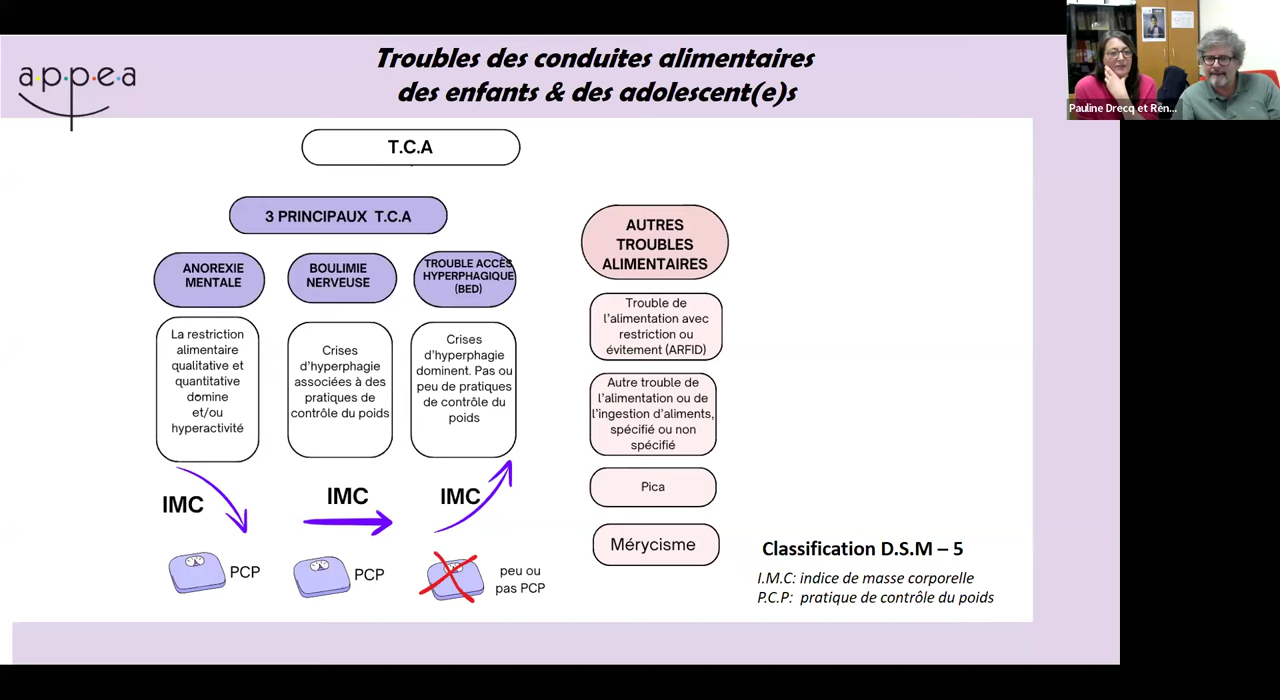 a.p.p.e.a
Troubles des conduites alimentaires
des enfants & des adolescent(e)s
Pauline Drecq et Ren...
T.C.A
3 PRINCIPAUX T.C.A
ANOREXIE
MENTALE
La restriction
alimentaire
qualitative et
quantitative
domine
et/ou
hyperactivité
IMC
PCP
BOULIMIE
NERVEUSE
Crises
d'hyperphagie
associées à des
pratiques de
contrôle du poids
IMC
PCP
TROUBLE ACCÈS
HYPERPHAGIQUE
(BED)
Crises
d'hyperphagie
dominent. Pas ou
peu de pratiques
de contrôle du
poids
IMC
peu ou
pas PCP
AUTRES
TROUBLES
ALIMENTAIRES
Trouble de
l'alimentation avec
restriction ou
évitement (ARFID)
Autre trouble de
l'alimentation ou de
l'ingestion d'aliments,
spécifié ou non
spécifié
Pica
Mérycisme
Classification D.S.M – 5
I.M.C: indice de masse corporelle
P.C.P: pratique de contrôle du poids